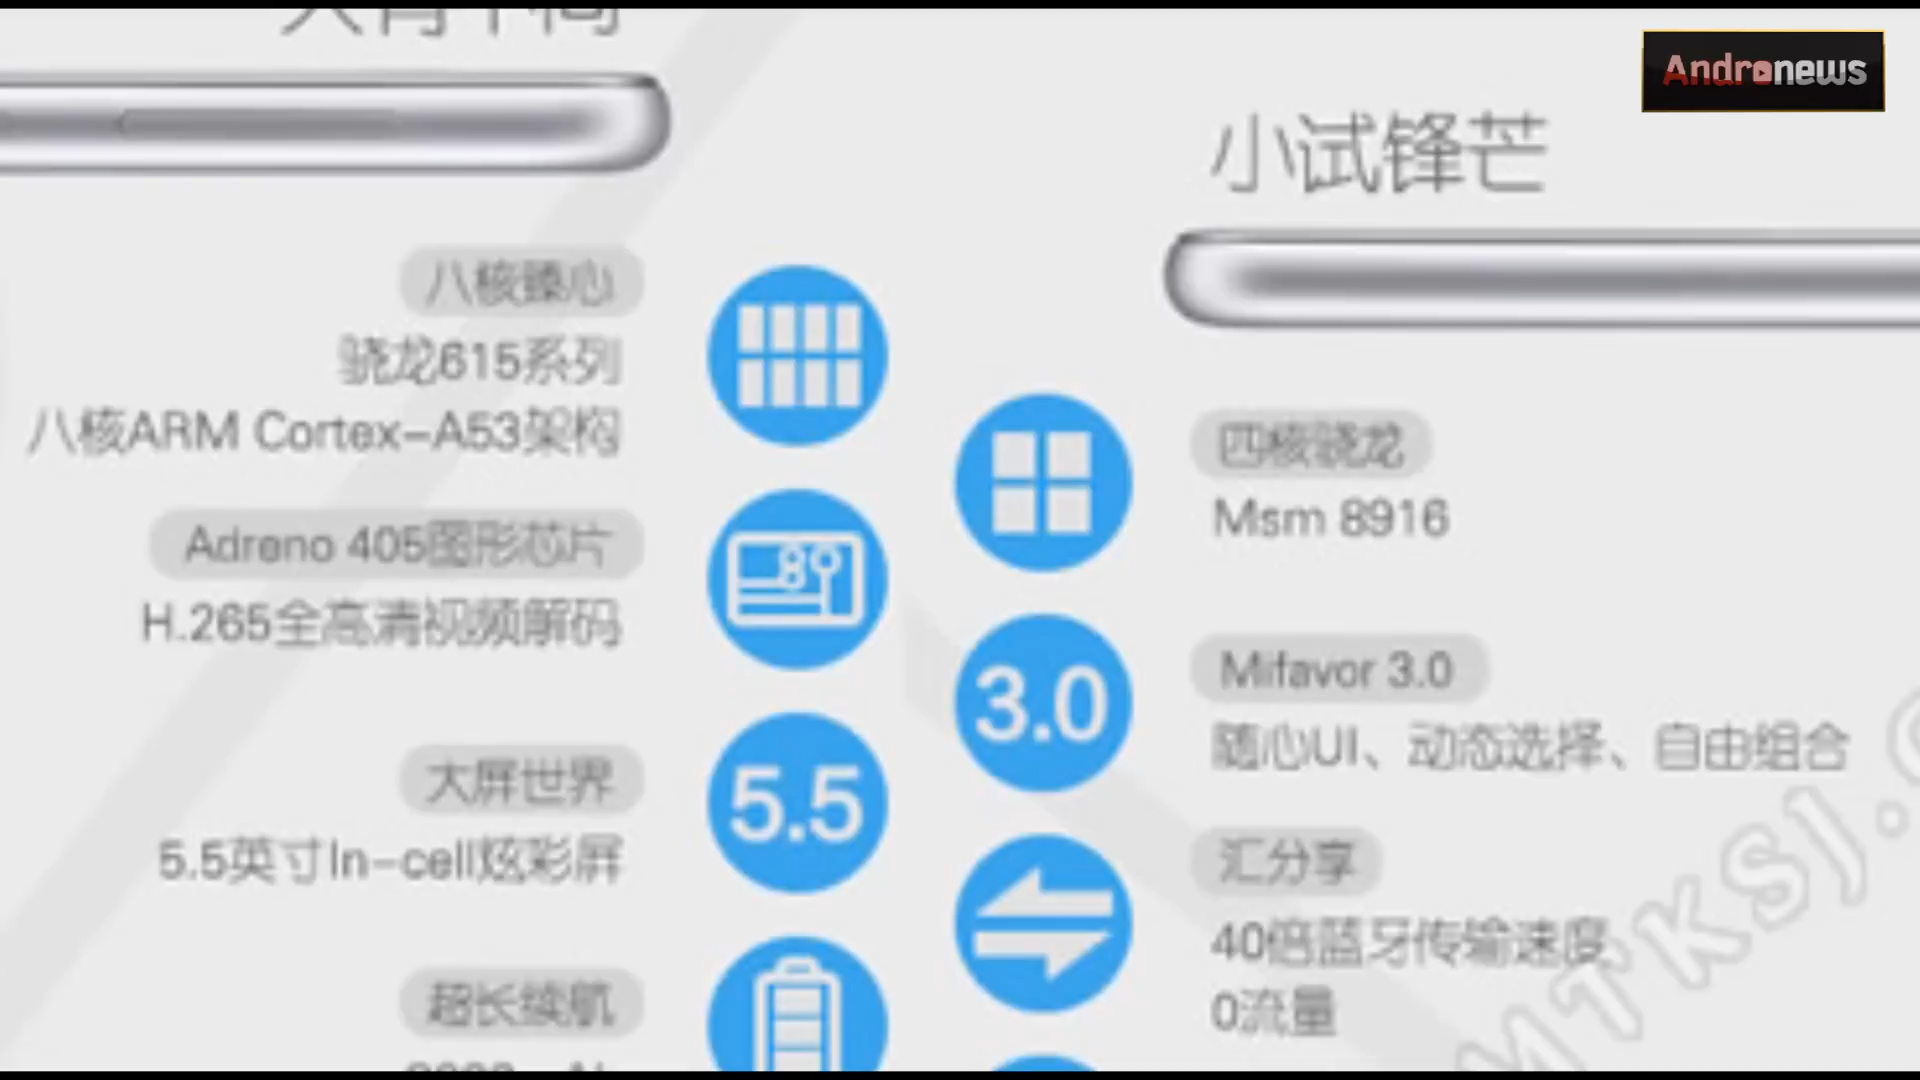 Andronews
小试锋芒
八核臻心
骁龙615系列
八核ARM Cortex-A53架构
Adreno 405图形芯片
H.265全高清视频解码
大屏世界
5.5英寸In-cell炫彩屏
超长续航
5.5
四核骁龙
Msm 8916
Mifavor 3.0
随心UI、动态选择、自由组合
汇分享
40倍蓝牙传输速度
0流量
3.0
MTKSJ.C